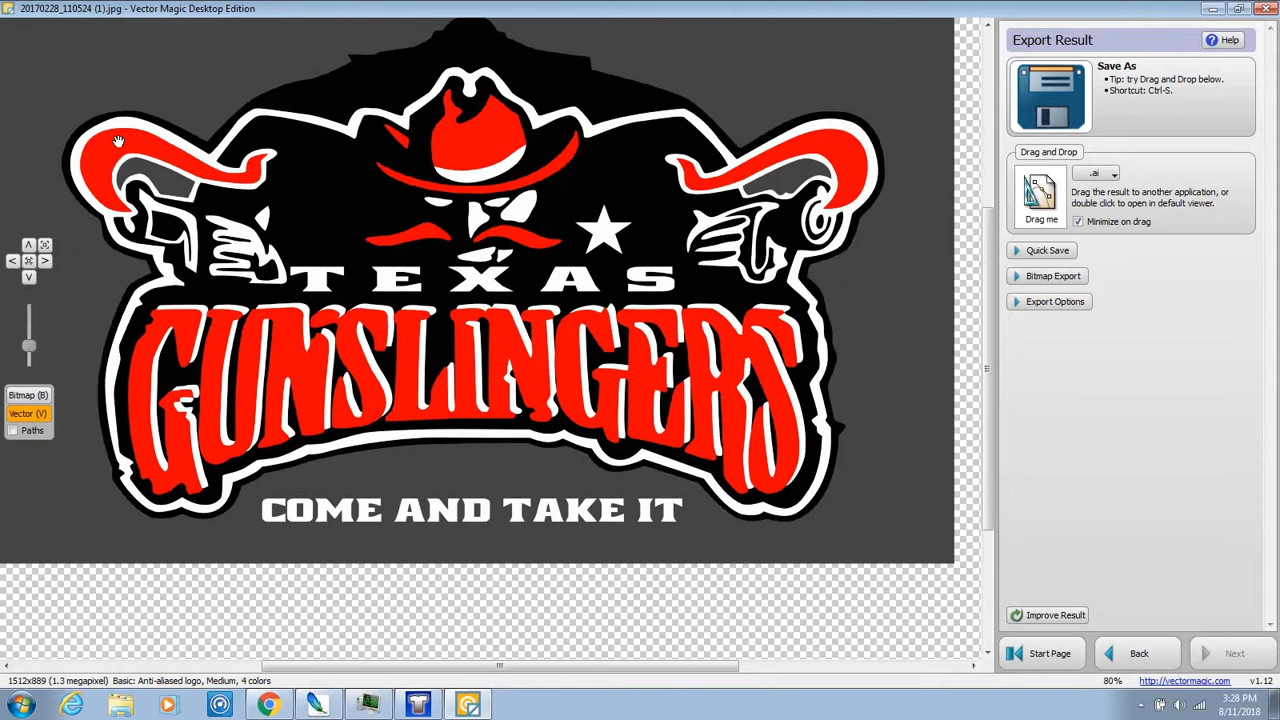 20170228_110524 (1).jpg - Vector Magic Desktop Edition
Export Result
Help
Save As
• Tip: try Drag and Drop below.
• Shortcut: Ctrl-S.
Drag and Drop
.ai
Drag me
Drag the result to another application, or
double click to open in default viewer.
Minimize on drag
Quick Save
Bitmap Export
Export Options
TEXAS
GUNSLINGERS
COME AND TAKE IT
Bitmap (B)
Vector (V)
Paths
Improve Result
Start Page
Back
Next
1512x889 (1.3 megapixel) Basic: Anti-aliased logo, Medium, 4 colors
80%
http://vectormagic.com
v1.12
3:28 PM
8/11/2018